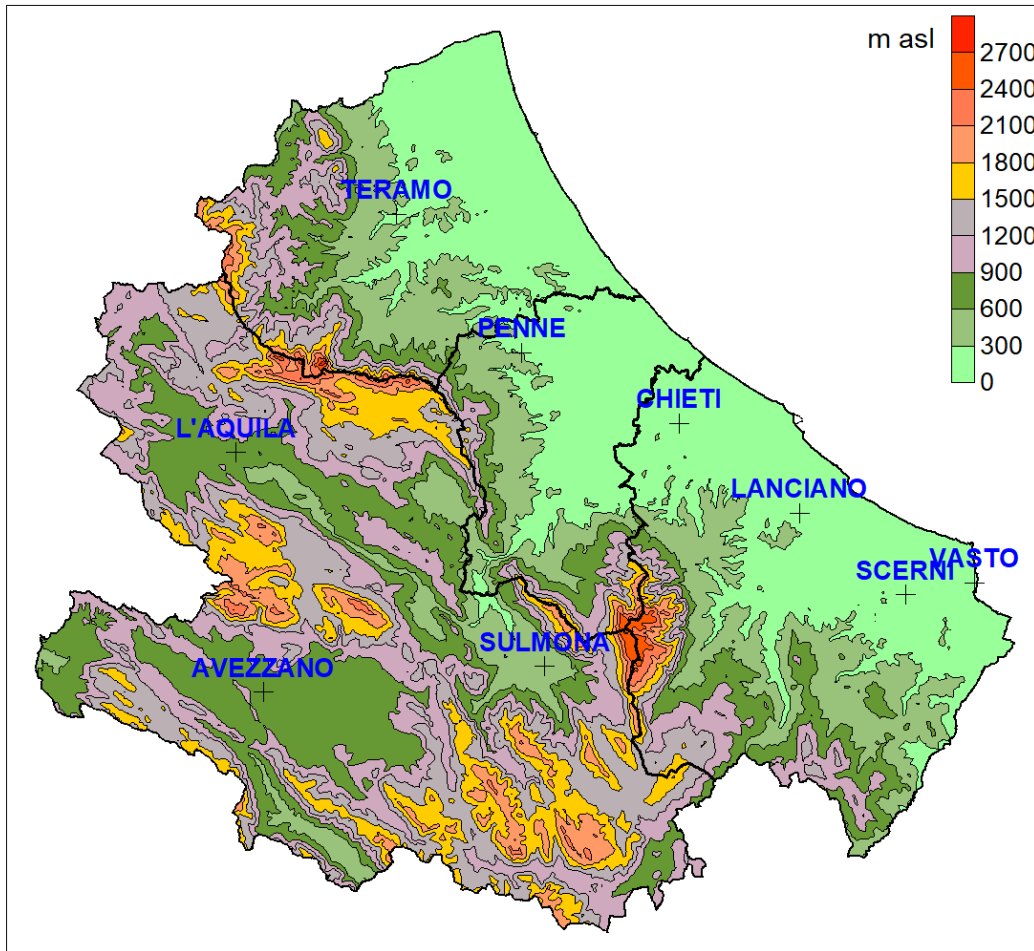 m asl
2700
2400
2100
1800
1500
1200
900
600
300
0
TERAMO
PENNE
CHIETI
L'AQUILA
LANCIANO
VASTO
SCERNI
SULMONA
AVEZZANO